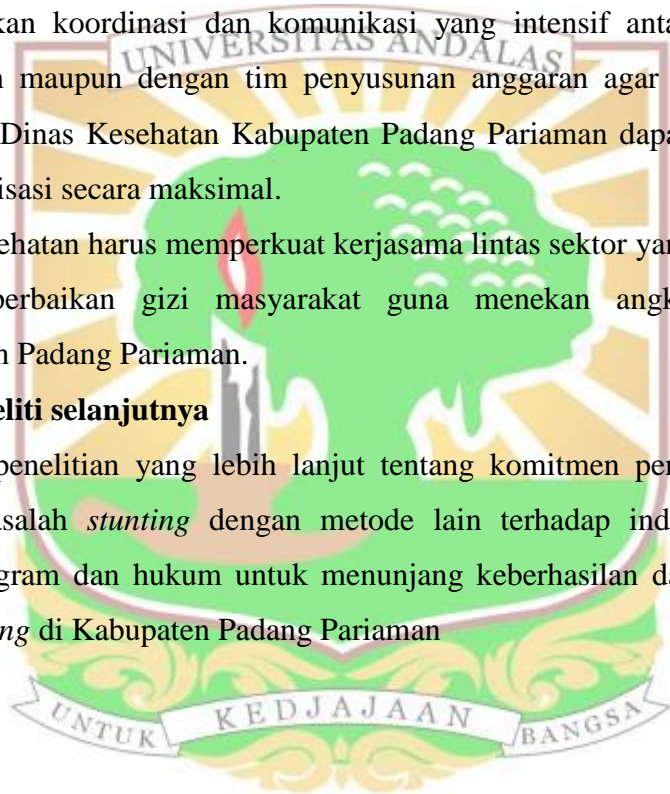 kan koordinasi dan komunikasi yang intensif anta
UNIVERSITAS ANDALAS
n maupun dengan tim penyusunan anggaran agar
Dinas Kesehatan Kabupaten Padang Pariaman dapa
isasi secara maksimal.
ehatan harus memperkuat kerjasama lintas sektor yan
perbaikan gizi masyarakat guna menekan angk
n Padang Pariaman.
eliti selanjutnya
penelitian yang lebih lanjut tentang komitmen pen
asalah stunting dengan metode lain terhadap ind
gram dan hukum untuk menunjang keberhasilan da
ng di Kabupaten Padang Pariaman
UNTUK KEDJAJAAN BANGSA